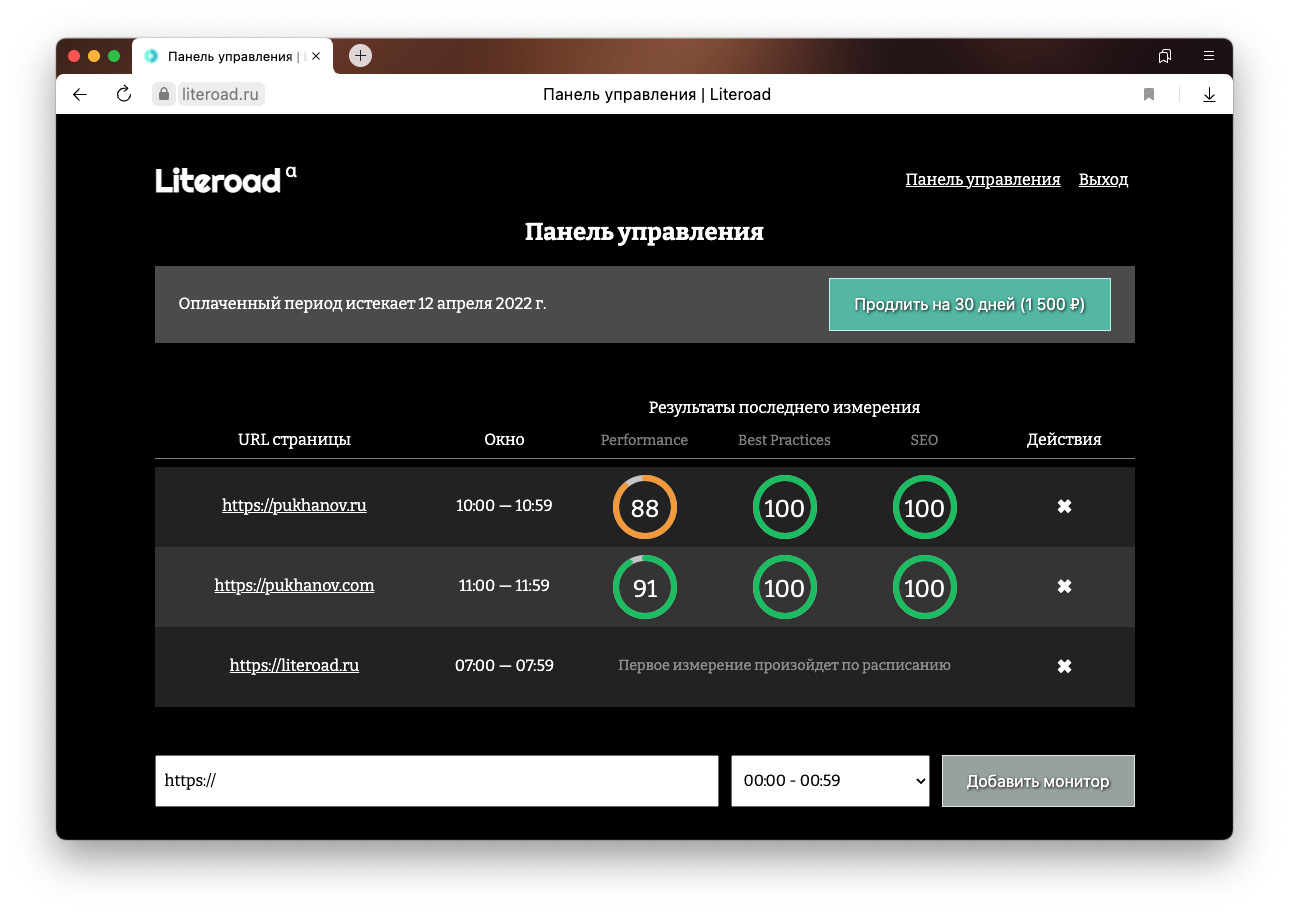 Панель управления |
literoad.ru
Панель управления | Literoad
Literoad α
Панель управления Выход
Панель управления
Оплаченный период истекает 12 апреля 2022 г.
Продлить на 30 дней (1 500 ₽)
Результаты последнего измерения
URL страницы Окно Performance Best Practices SEO Действия
https://pukhanov.ru 10:00 — 10:59 88 100 100 ✖
https://pukhanov.com 11:00 — 11:59 91 100 100 ✖
https://literoad.ru 07:00 — 07:59 Первое измерение произойдет по расписанию ✖
https:// 00:00 - 00:59 Добавить монитор